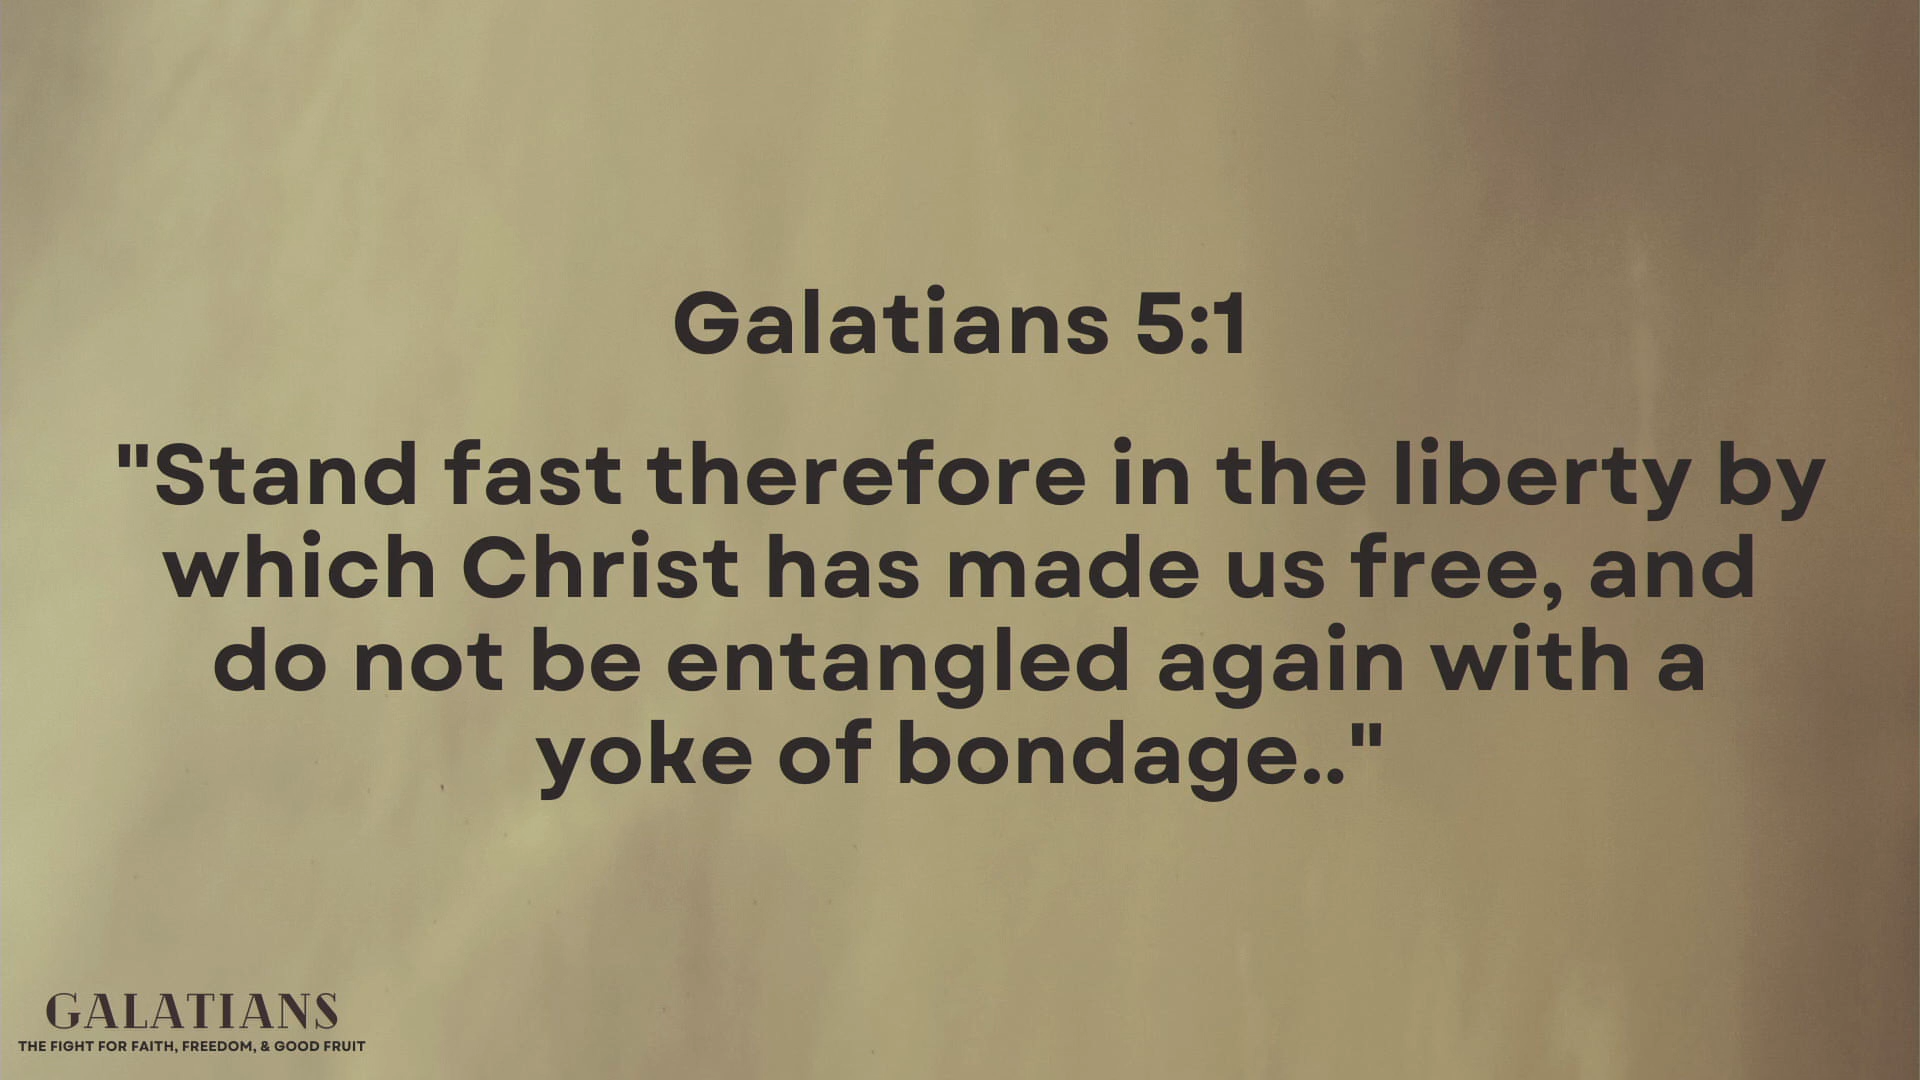 Galatians 5:1
"Stand fast therefore in the liberty by
which Christ has made us free, and
do not be entangled again with a
yoke of bondage.."
GALATIANS
THE FIGHT FOR FAITH, FREEDOM, & GOOD FRUIT